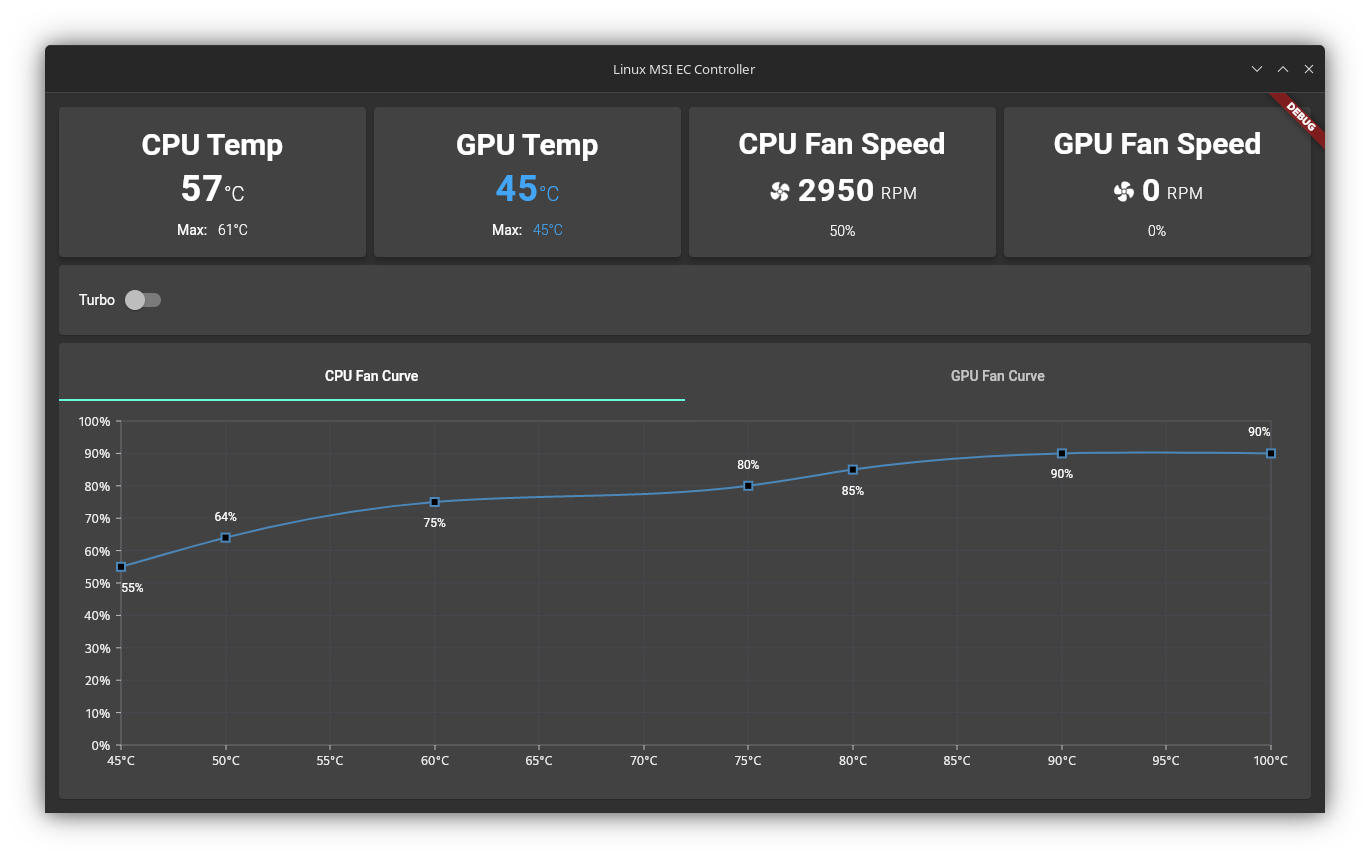 Linux MSI EC Controller
DEBUG
CPU Temp
57°C
Max: 61°C
GPU Temp
45°C
Max: 45°C
CPU Fan Speed
2950 RPM
50%
GPU Fan Speed
0 RPM
0%
Turbo
CPU Fan Curve
GPU Fan Curve
100%
90%
80%
70%
60%
50%
40%
30%
20%
10%
0%
55%
64%
75%
80%
85%
90%
90%
45°C 50°C 55°C 60°C 65°C 70°C 75°C 80°C 85°C 90°C 95°C 100°C